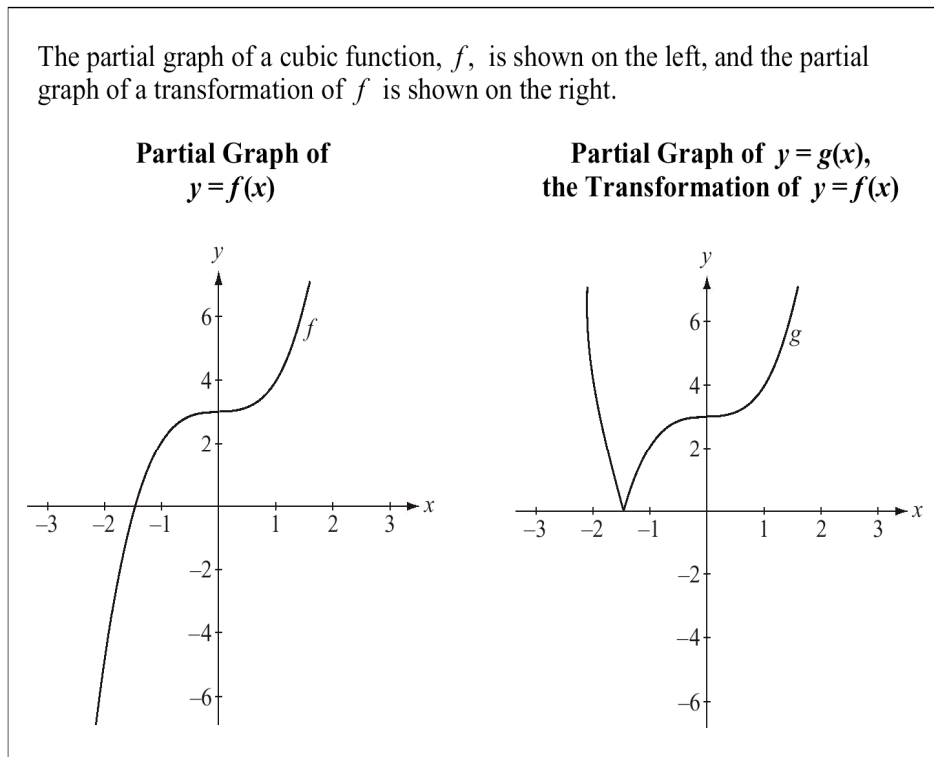 The partial graph of a cubic function, f, is shown on the left, and the partial
graph of a transformation of f is shown on the right.
Partial Graph of
y = f(x)
Partial Graph of y = g(x),
the Transformation of y = f(x)
y
6
f
4
2
–3 –2 –1 1 2 3 x
–2
–4
–6
y
6
g
4
2
–3 –2 –1 1 2 3 x
–2
–4
–6